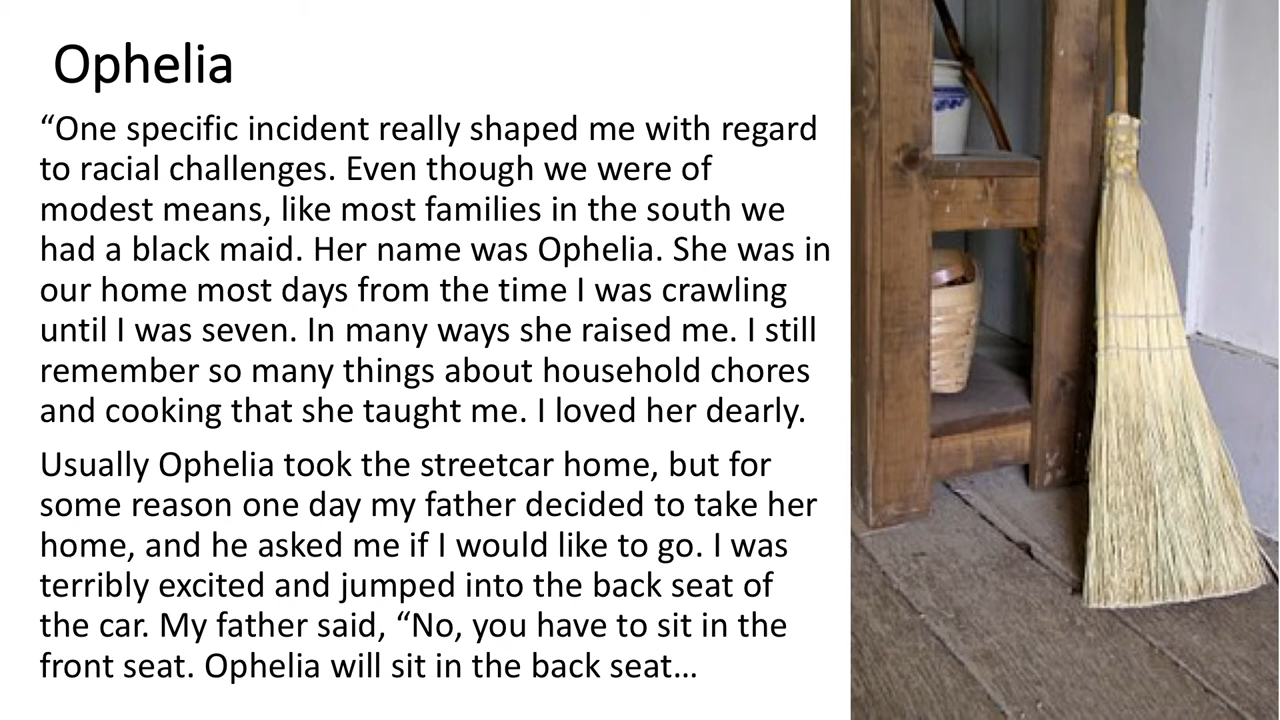 Ophelia
“One specific incident really shaped me with regard
to racial challenges. Even though we were of
modest means, like most families in the south we
had a black maid. Her name was Ophelia. She was in
our home most days from the time I was crawling
until I was seven. In many ways she raised me. I still
remember so many things about household chores
and cooking that she taught me. I loved her dearly.
Usually Ophelia took the streetcar home, but for
some reason one day my father decided to take her
home, and he asked me if I would like to go. I was
terribly excited and jumped into the back seat of
the car. My father said, “No, you have to sit in the
front seat. Ophelia will sit in the back seat…